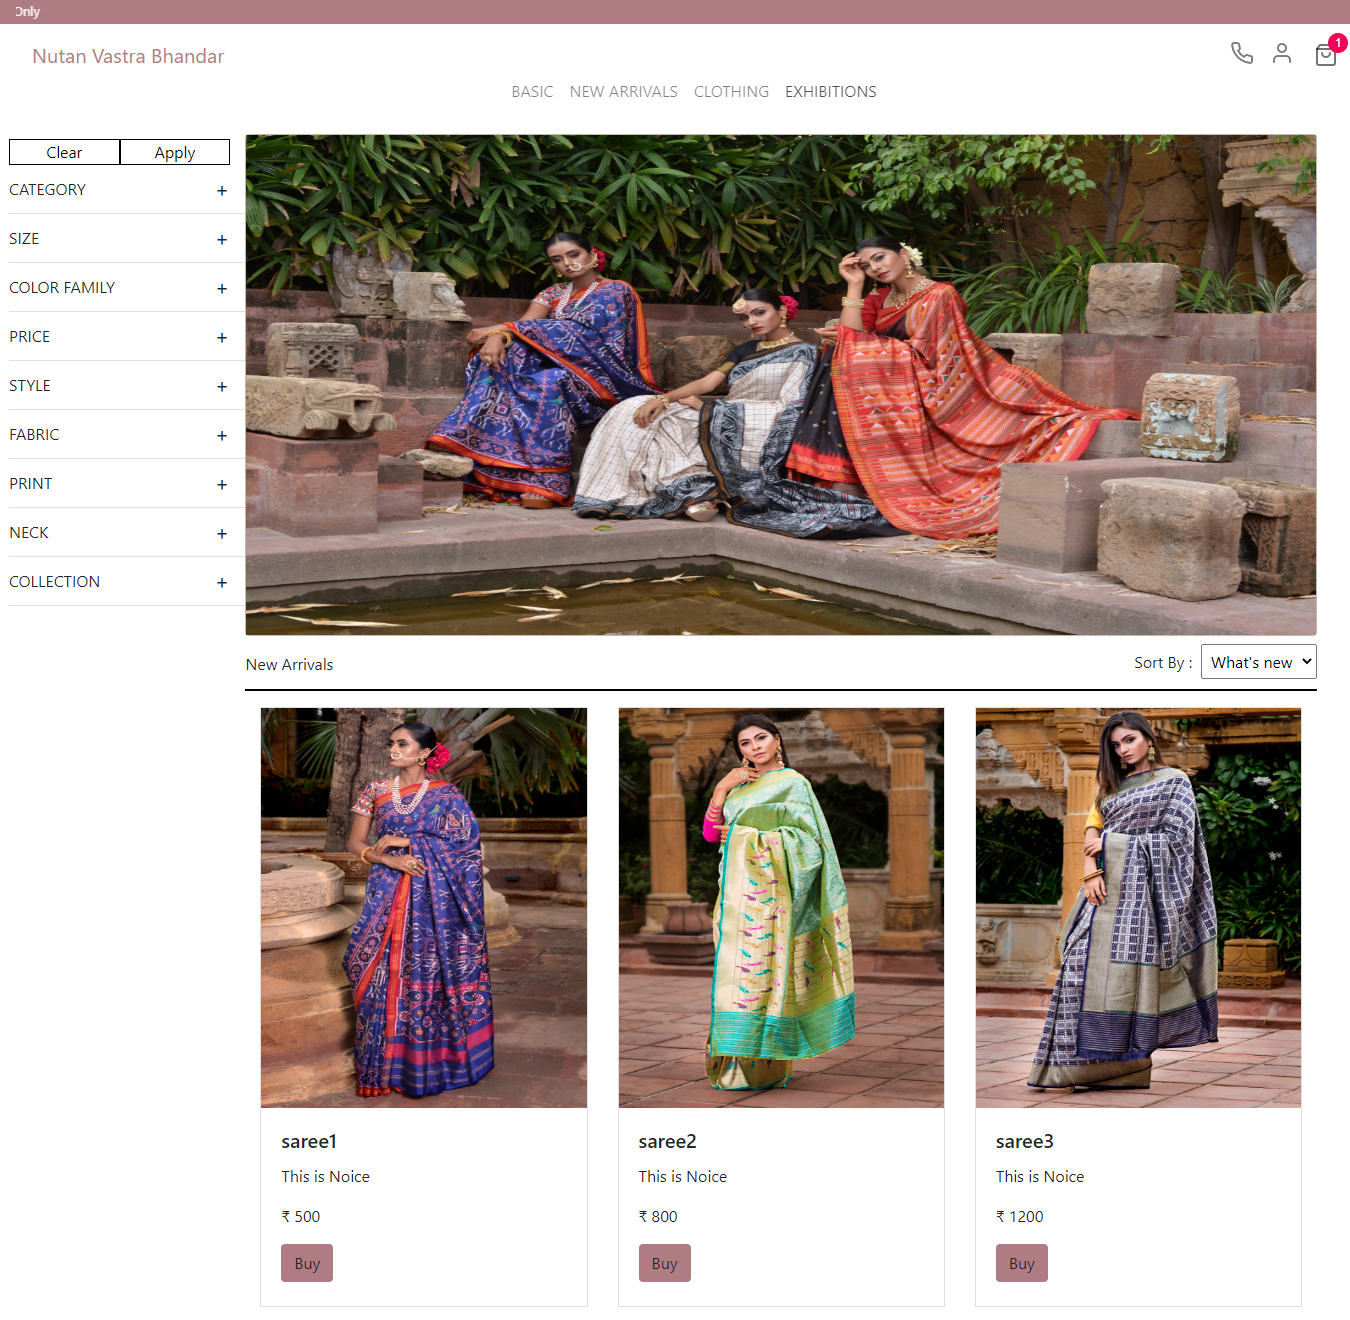 Only
Nutan Vastra Bhandar
1
BASIC NEW ARRIVALS CLOTHING EXHIBITIONS
Clear Apply
CATEGORY +
SIZE +
COLOR FAMILY +
PRICE +
STYLE +
FABRIC +
PRINT +
NECK +
COLLECTION +
New Arrivals
Sort By : What's new
saree1
This is Noice
₹ 500
Buy
saree2
This is Noice
₹ 800
Buy
saree3
This is Noice
₹ 1200
Buy